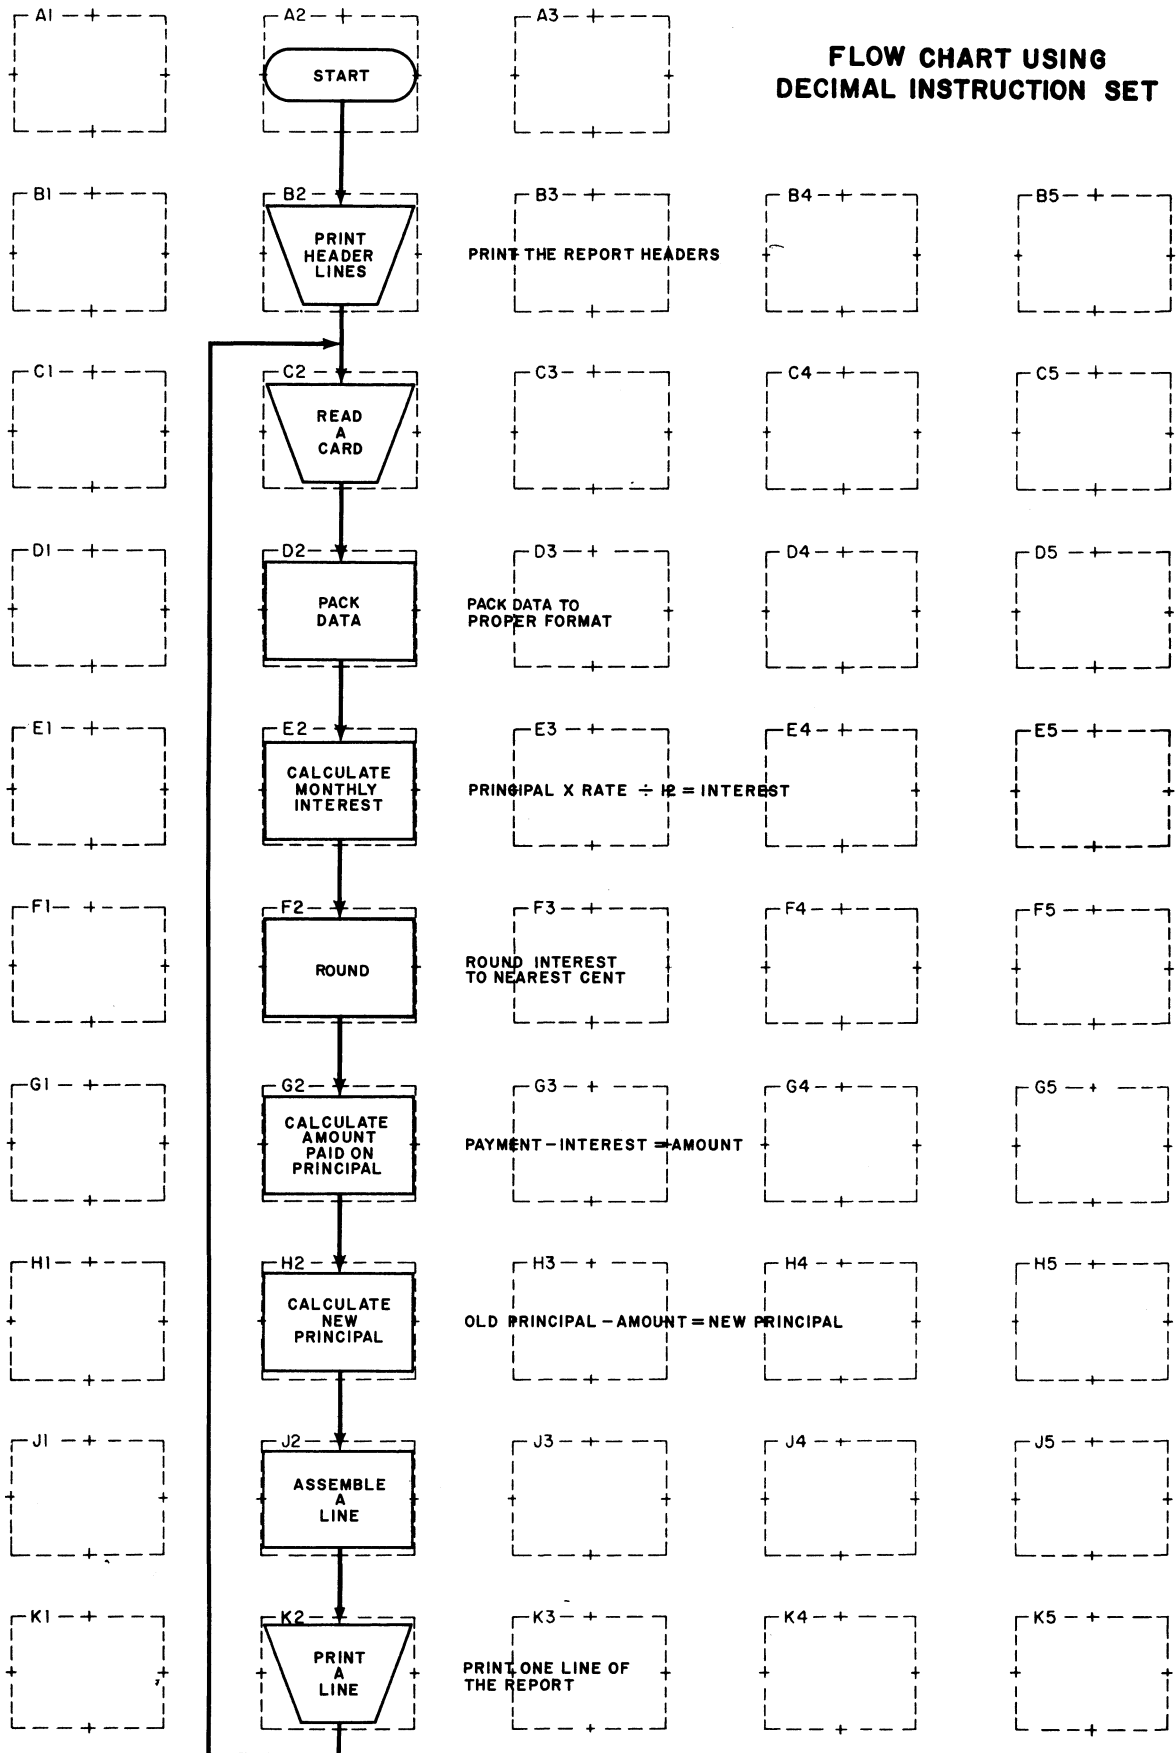 A1
A2
A3
FLOW CHART USING
DECIMAL INSTRUCTION SET
START
B1
B2
B3
B4
B5
PRINT
HEADER
LINES
PRINT THE REPORT HEADERS
C1
C2
C3
C4
C5
READ
A
CARD
D1
D2
D3
D4
D5
PACK
DATA
PACK DATA TO
PROPER FORMAT
E1
E2
E3
E4
E5
CALCULATE
MONTHLY
INTEREST
PRINCIPAL X RATE ÷ 12 = INTEREST
F1
F2
F3
F4
F5
ROUND
ROUND INTEREST
TO NEAREST CENT
G1
G2
G3
G4
G5
CALCULATE
AMOUNT
PAID ON
PRINCIPAL
PAYMENT – INTEREST = AMOUNT
H1
H2
H3
H4
H5
CALCULATE
NEW
PRINCIPAL
OLD PRINCIPAL – AMOUNT = NEW PRINCIPAL
J1
J2
J3
J4
J5
ASSEMBLE
A
LINE
K1
K2
K3
K4
K5
PRINT
A
LINE
PRINT ONE LINE OF
THE REPORT